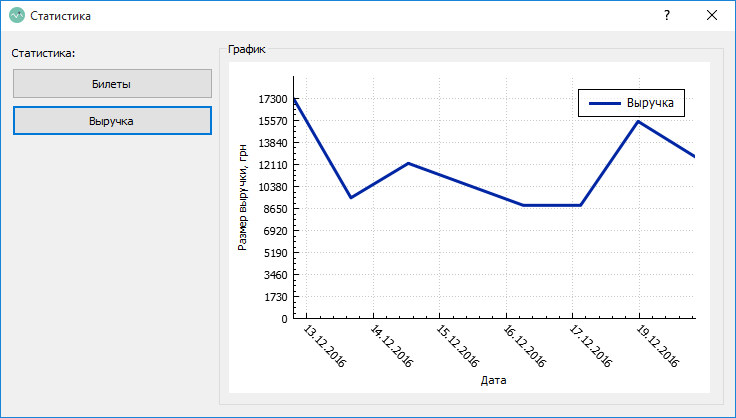 Статистика
?
Статистика:
Билеты
Выручка
График
Выручка
Размер выручки, грн
17300
15570
13840
12110
10380
8650
6920
5190
3460
1730
0
13.12.2016
14.12.2016
15.12.2016
16.12.2016
17.12.2016
19.12.2016
Дата